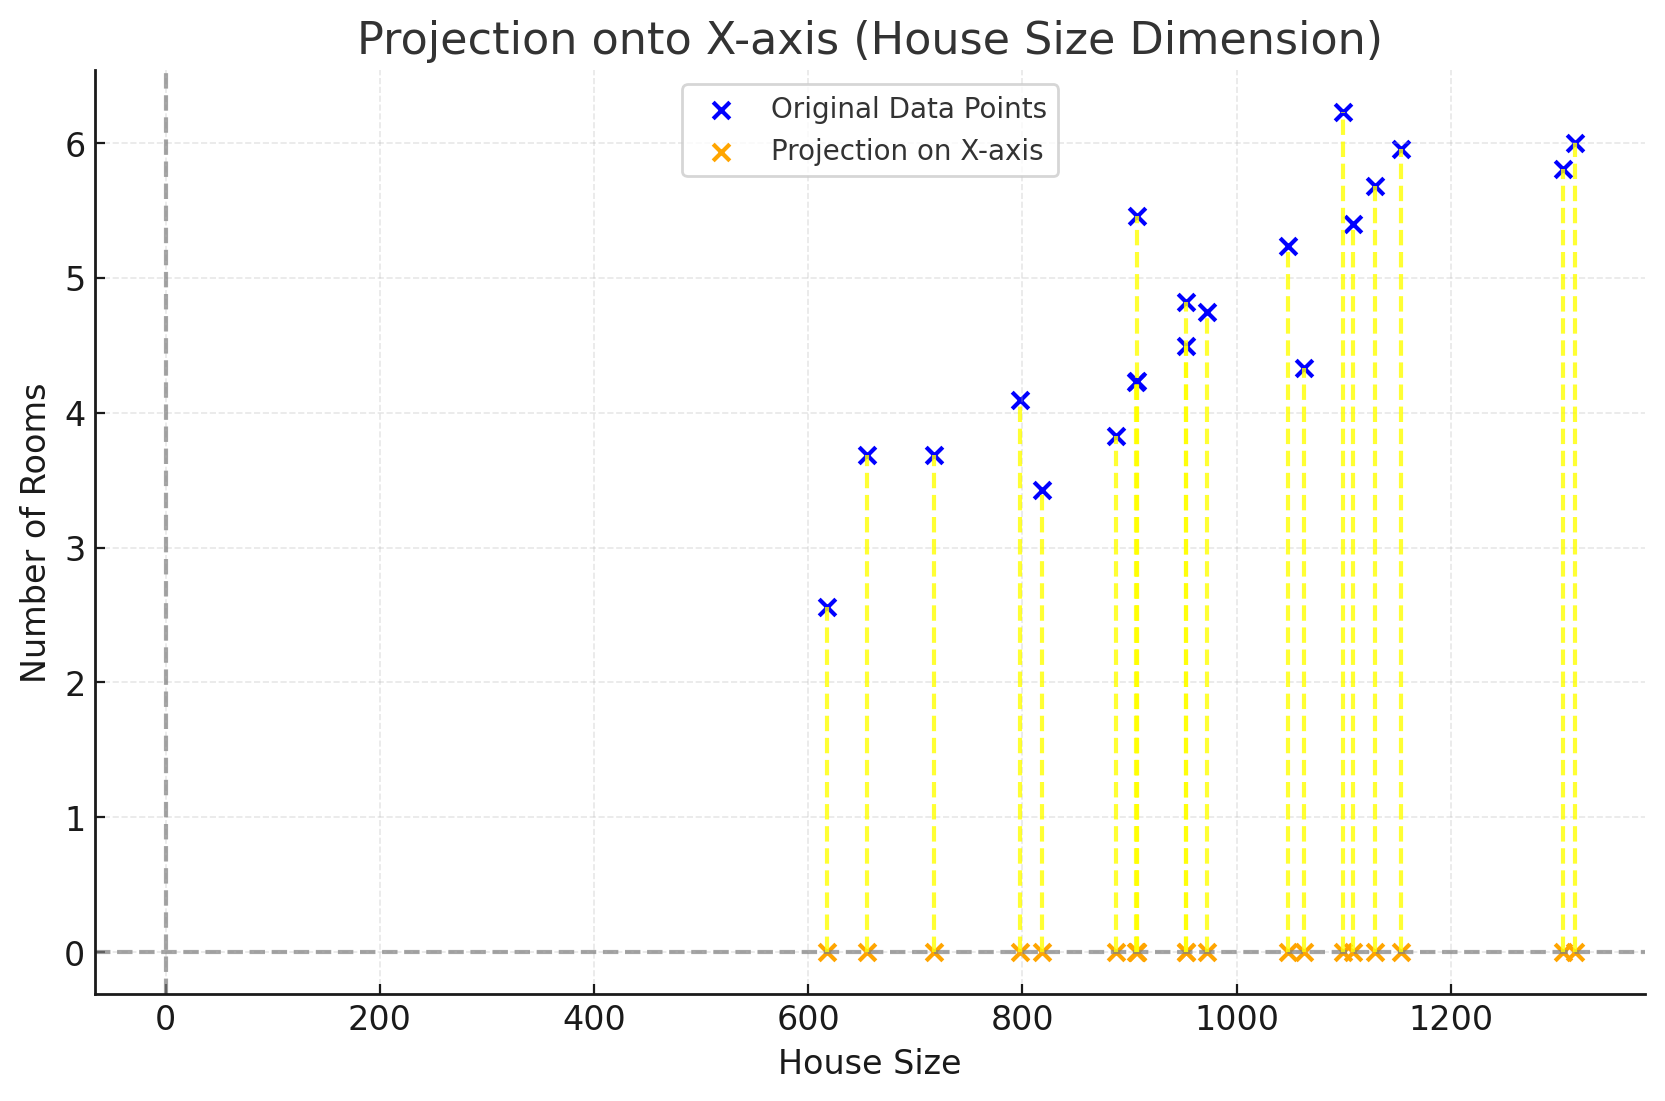 Projection onto X-axis (House Size Dimension)
Original Data Points
Projection on X-axis
6
5
4
3
2
1
0
Number of Rooms
0 200 400 600 800 1000 1200
House Size